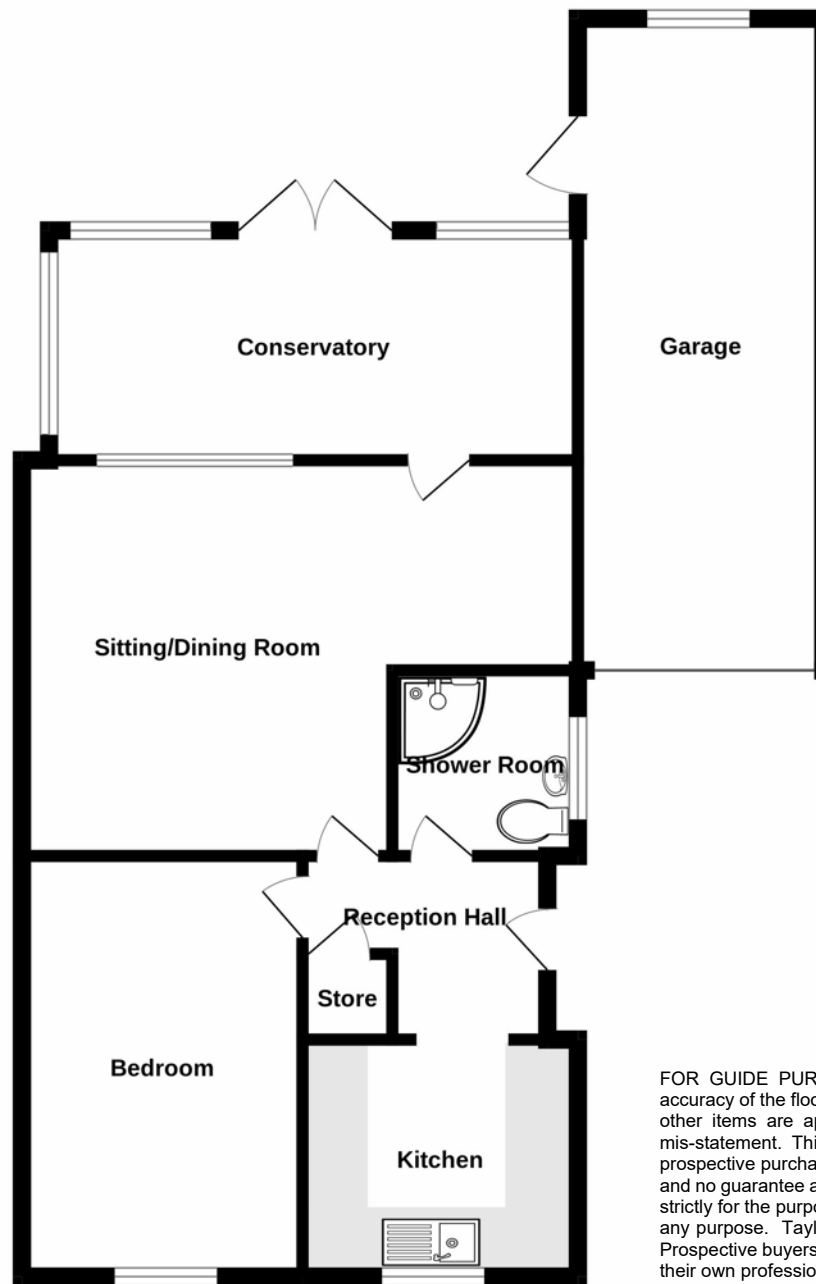 Conservatory
Garage
Sitting/Dining Room
Shower Room
Reception Hall
Store
Bedroom
Kitchen
FOR GUIDE PUR
accuracy of the floo
other items are ap
mis-statement. Thi
prospective purcha
and no guarantee a
strictly for the purpo
any purpose. Tayl
Prospective buyers
their own profession